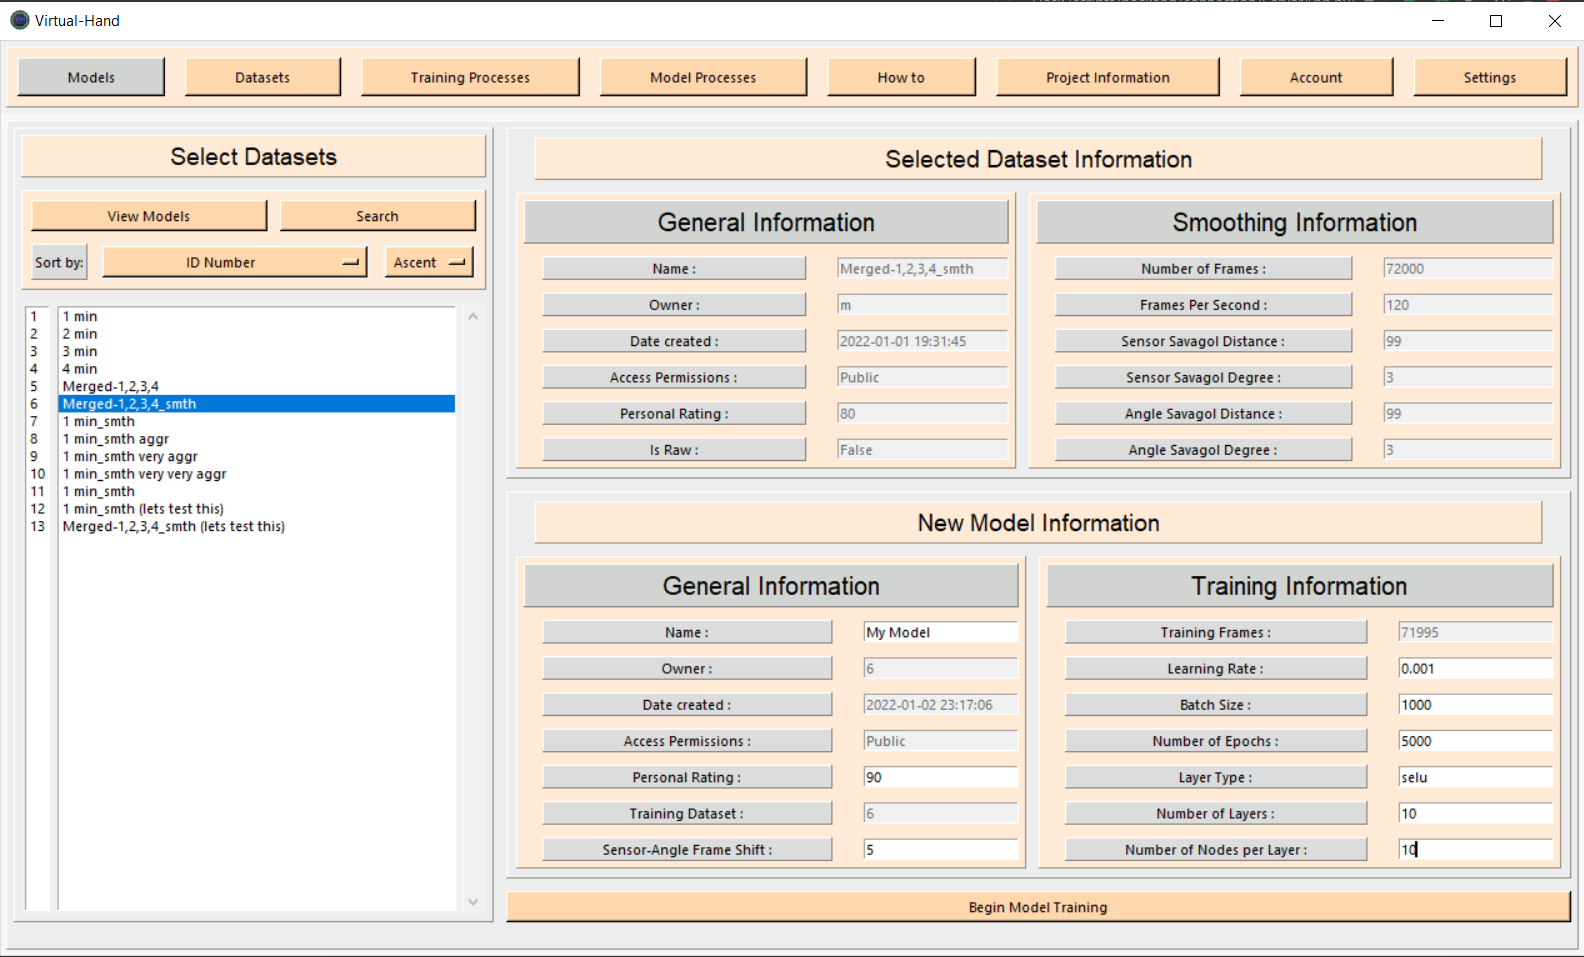 Virtual-Hand
Models Datasets Training Processes Model Processes How to Project Information Account Settings
Select Datasets
View Models Search
Sort by: ID Number Ascent
1 1 min
2 2 min
3 3 min
4 4 min
5 Merged-1,2,3,4
6 Merged-1,2,3,4_smth
7 1 min_smth
8 1 min_smth aggr
9 1 min_smth very aggr
10 1 min_smth very very aggr
11 1 min_smth
12 1 min_smth (lets test this)
13 Merged-1,2,3,4_smth (lets test this)
Selected Dataset Information
General Information
Name : Merged-1,2,3,4_smth
Owner : m
Date created : 2022-01-01 19:31:45
Access Permissions : Public
Personal Rating : 80
Is Raw : False
Smoothing Information
Number of Frames : 72000
Frames Per Second : 120
Sensor Savagol Distance : 99
Sensor Savagol Degree : 3
Angle Savagol Distance : 99
Angle Savagol Degree : 3
New Model Information
General Information
Name : My Model
Owner : 6
Date created : 2022-01-02 23:17:06
Access Permissions : Public
Personal Rating : 90
Training Dataset : 6
Sensor-Angle Frame Shift : 5
Training Information
Training Frames : 71995
Learning Rate : 0.001
Batch Size : 1000
Number of Epochs : 5000
Layer Type : selu
Number of Layers : 10
Number of Nodes per Layer : 10
Begin Model Training